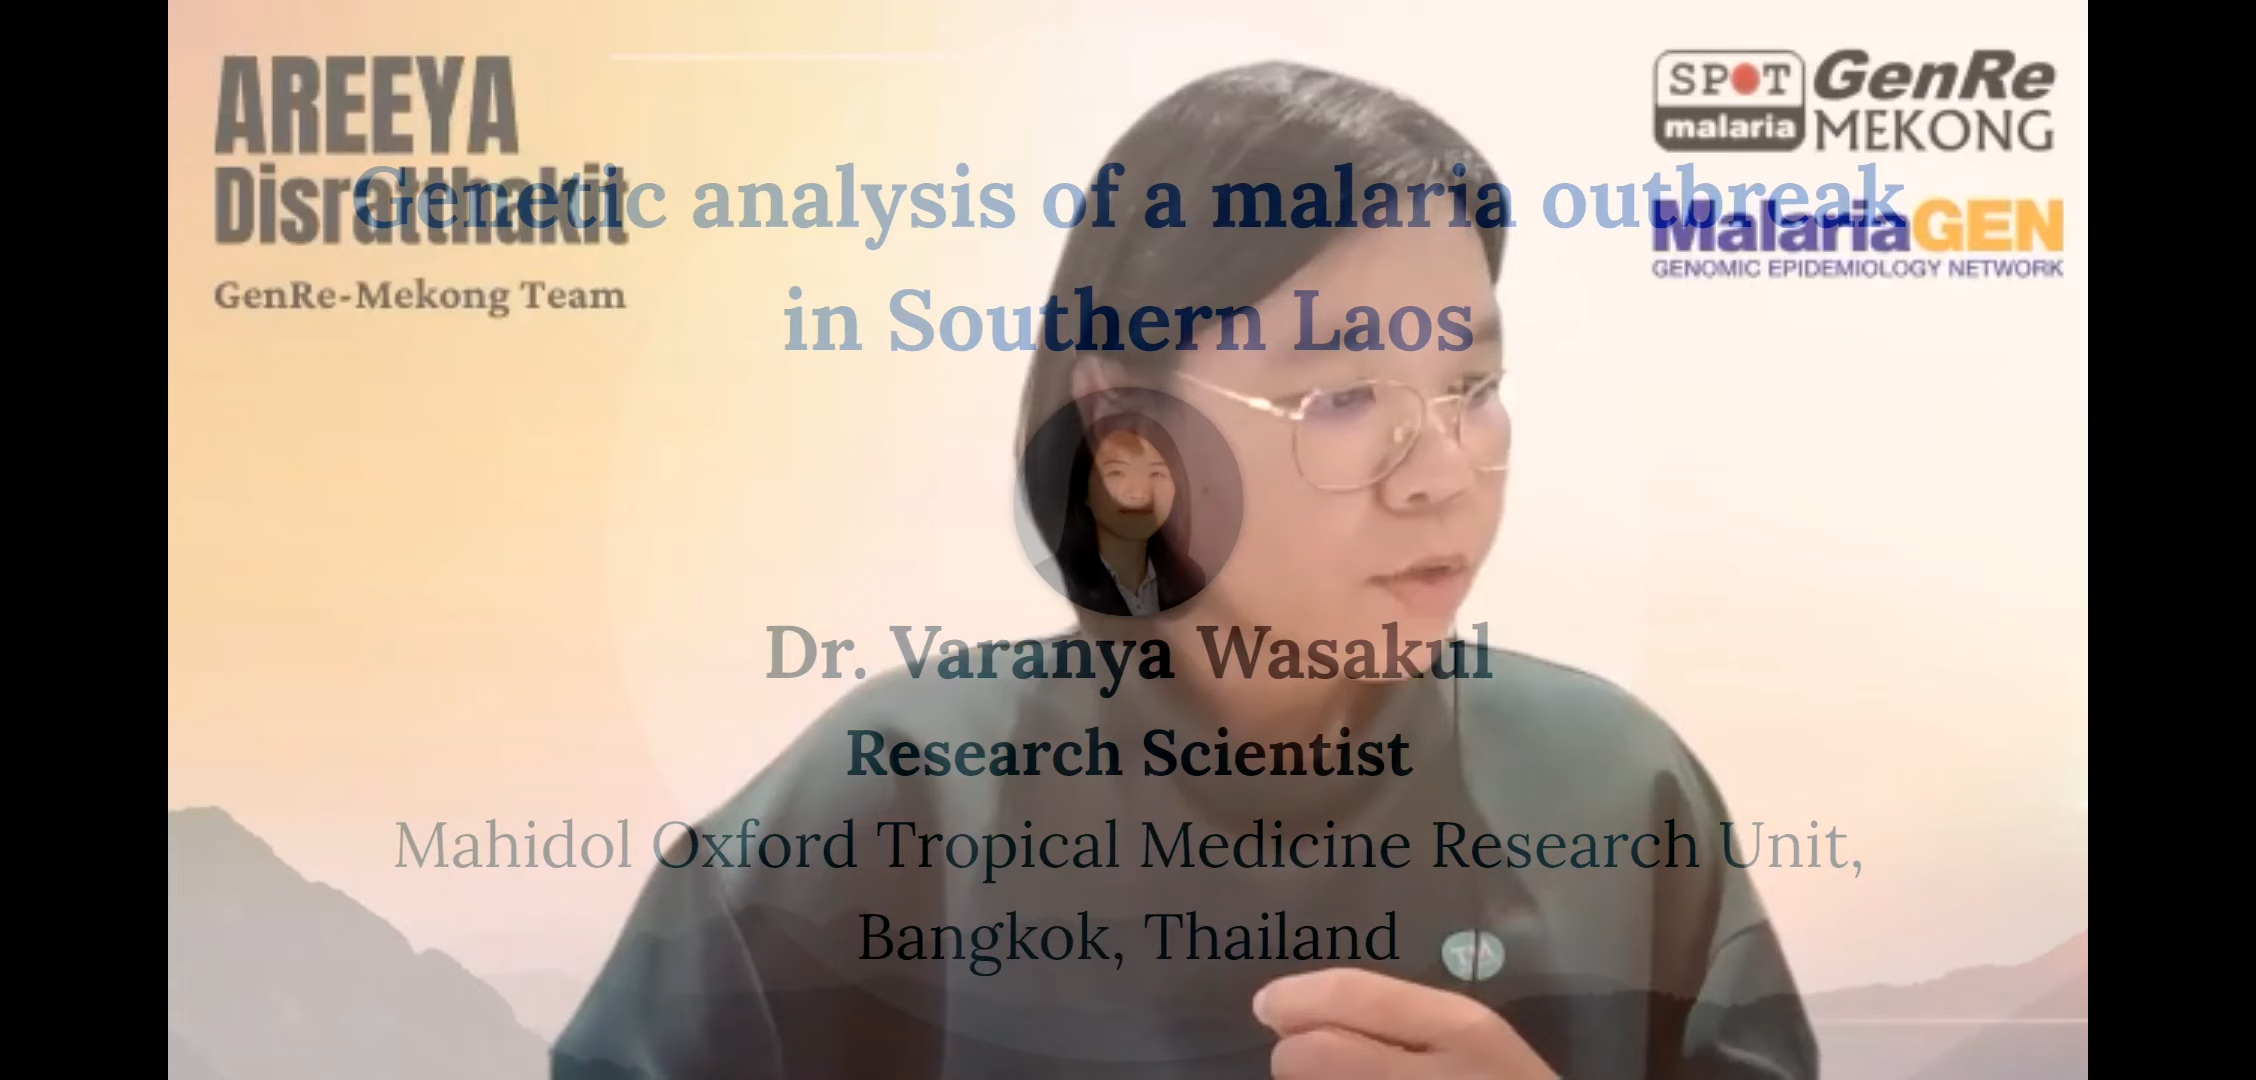 AREEYA
Disratthakit
GenRe-Mekong Team
SPOT malaria
GenRe MEKONG
MalariaGEN
GENOMIC EPIDEMIOLOGY NETWORK
Genetic analysis of a malaria outbreak
in Southern Laos
Dr. Varanya Wasakul
Research Scientist
Mahidol Oxford Tropical Medicine Research Unit,
Bangkok, Thailand